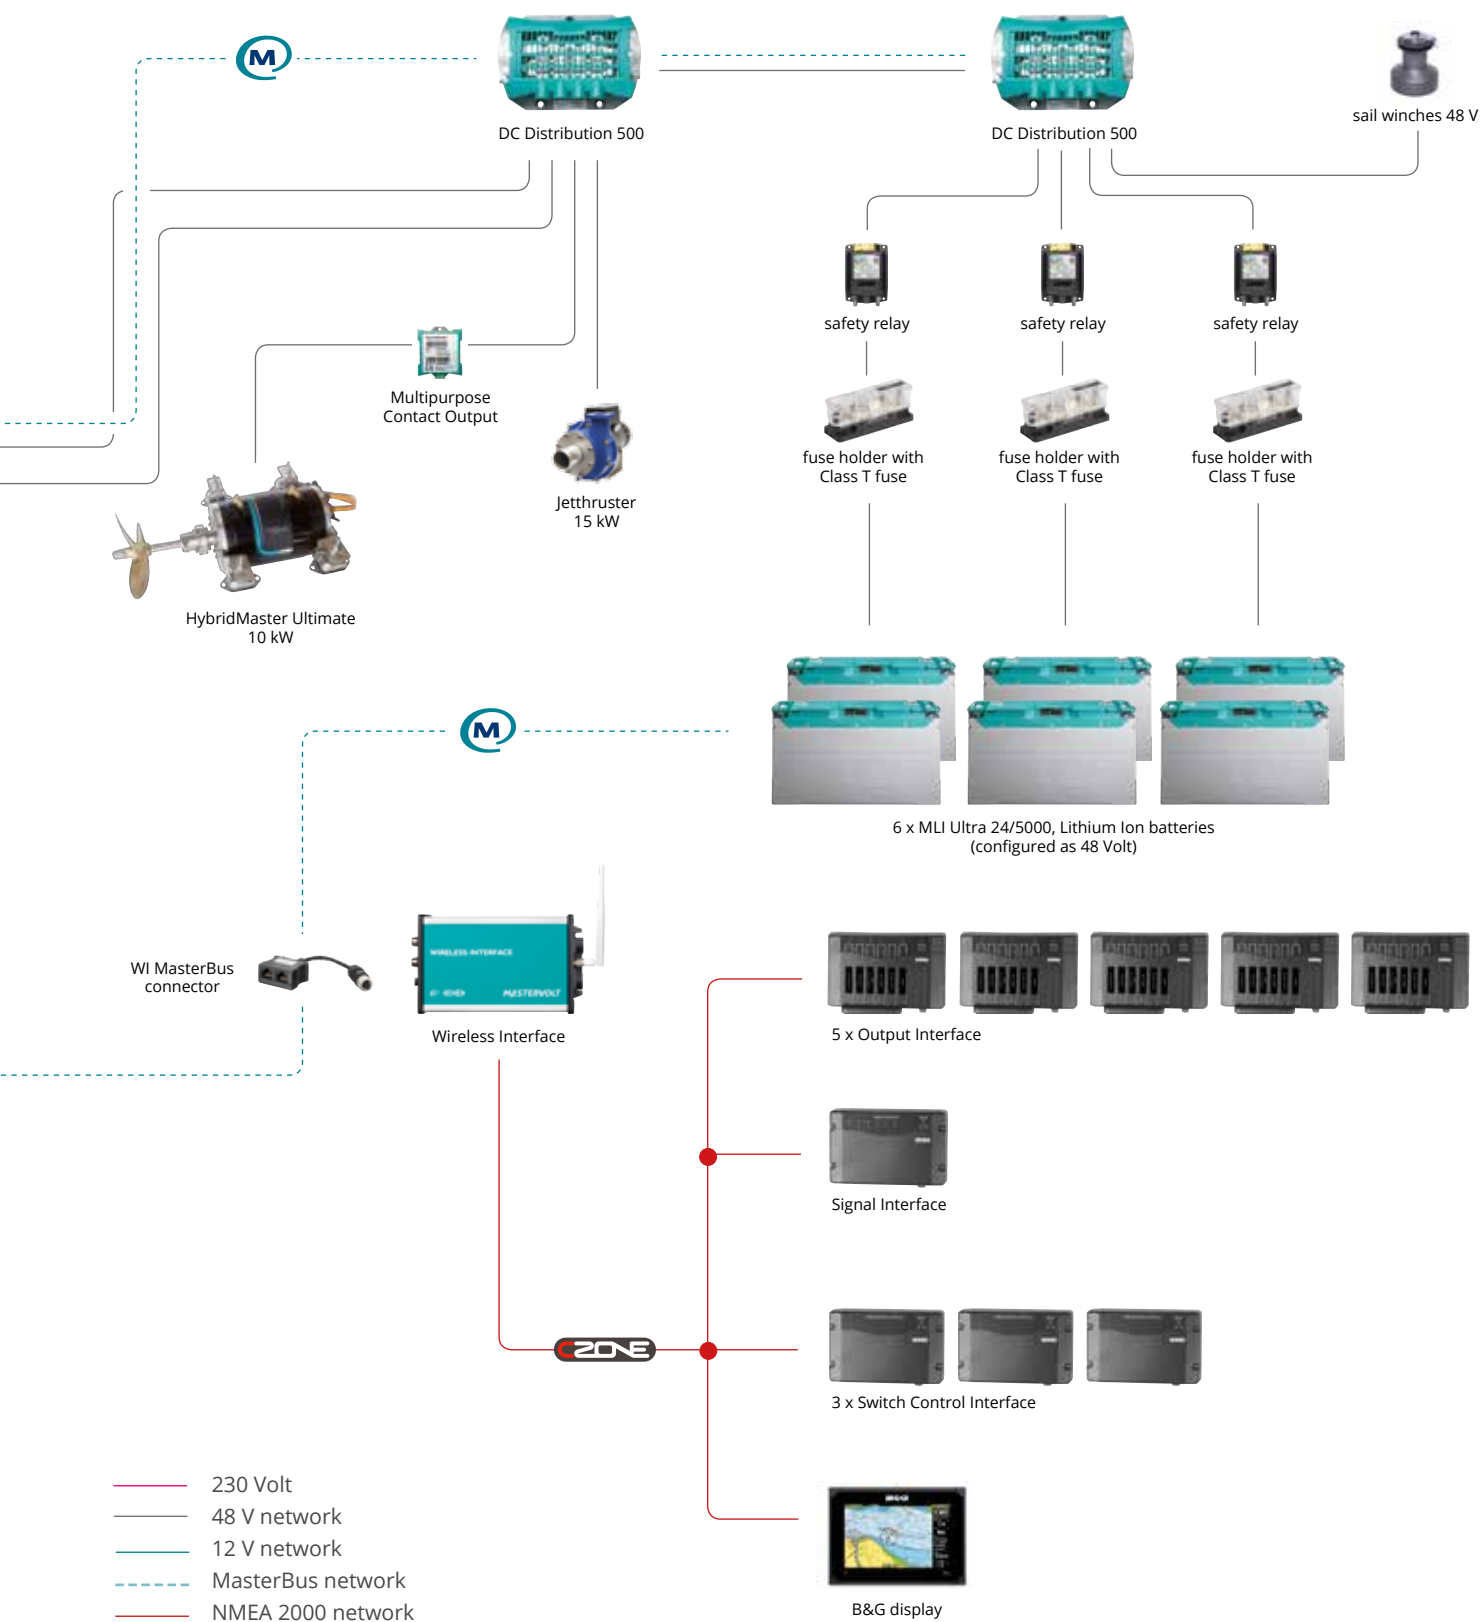 M
DC Distribution 500
DC Distribution 500
sail winches 48 V
safety relay
safety relay
safety relay
Multipurpose
Contact Output
Jetthruster
15 kW
fuse holder with
Class T fuse
fuse holder with
Class T fuse
fuse holder with
Class T fuse
HybridMaster Ultimate
10 kW
M
6 x MLI Ultra 24/5000, Lithium Ion batteries
(configured as 48 Volt)
WI MasterBus
connector
WIRELESS INTERFACE
MASTERVOLT
Wireless Interface
5 x Output Interface
Signal Interface
CZONE
3 x Switch Control Interface
B&G
B&G display
230 Volt
48 V network
12 V network
MasterBus network
NMEA 2000 network